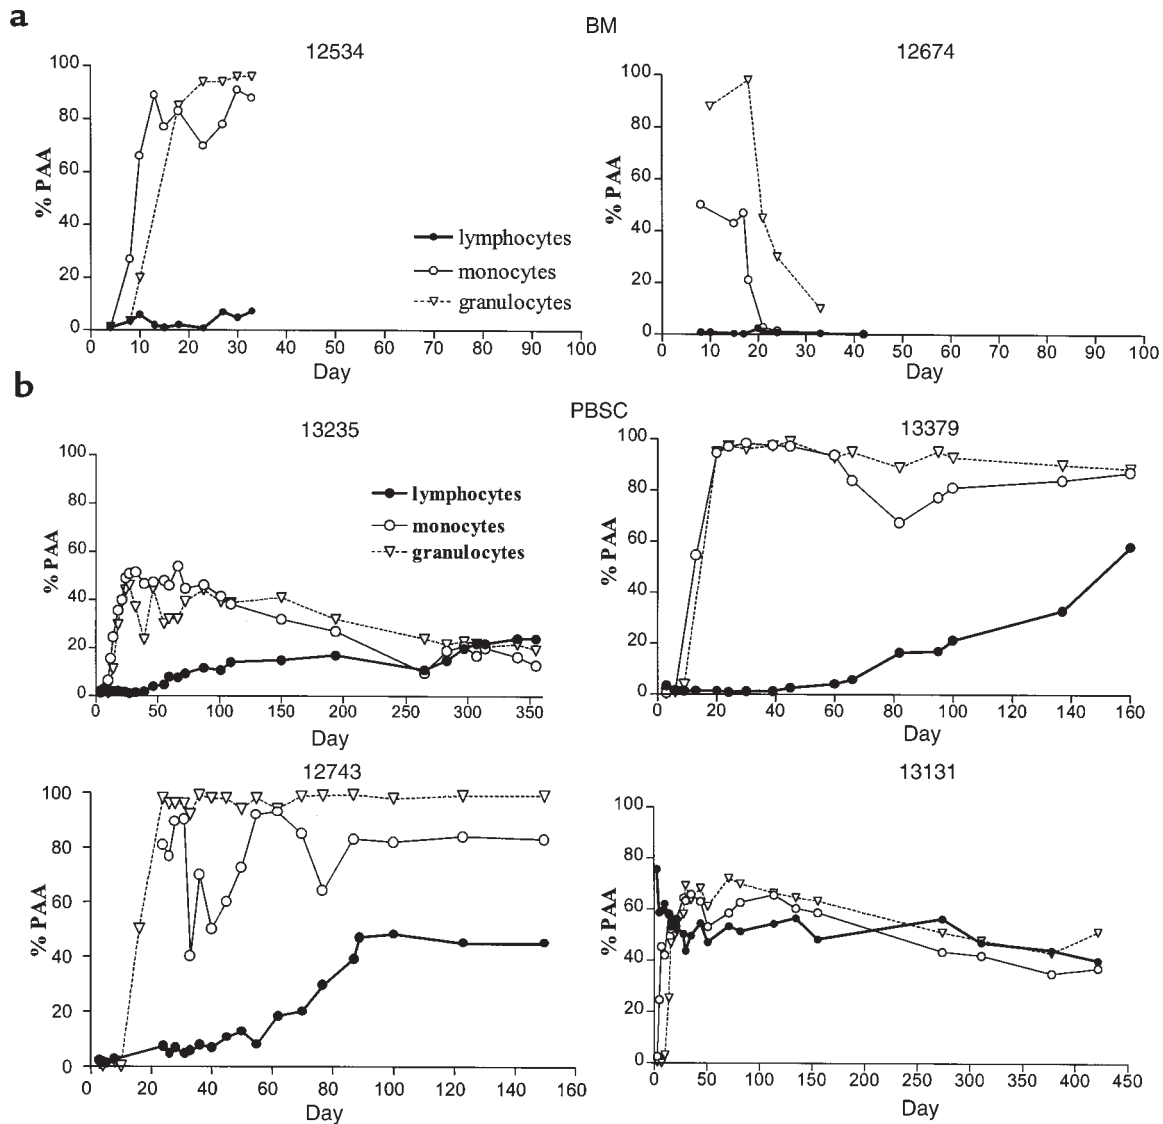 a
BM
12534
12674
100
80
60
40
20
0
% PAA
lymphocytes
monocytes
granulocytes
0 10 20 30 40 50 60 70 80 90 100
Day
100
80
60
40
20
0
% PAA
0 10 20 30 40 50 60 70 80 90 100
Day
b
PBSC
13235
13379
100
80
60
40
20
0
% PAA
lymphocytes
monocytes
granulocytes
0 50 100 150 200 250 300 350
Day
100
80
60
40
20
0
% PAA
0 20 40 60 80 100 120 140 160
Day
12743
13131
100
80
60
40
20
0
% PAA
0 20 40 60 80 100 120 140 160
Day
100
80
60
40
20
0
% PAA
0 50 100 150 200 250 300 350 400 450
Day